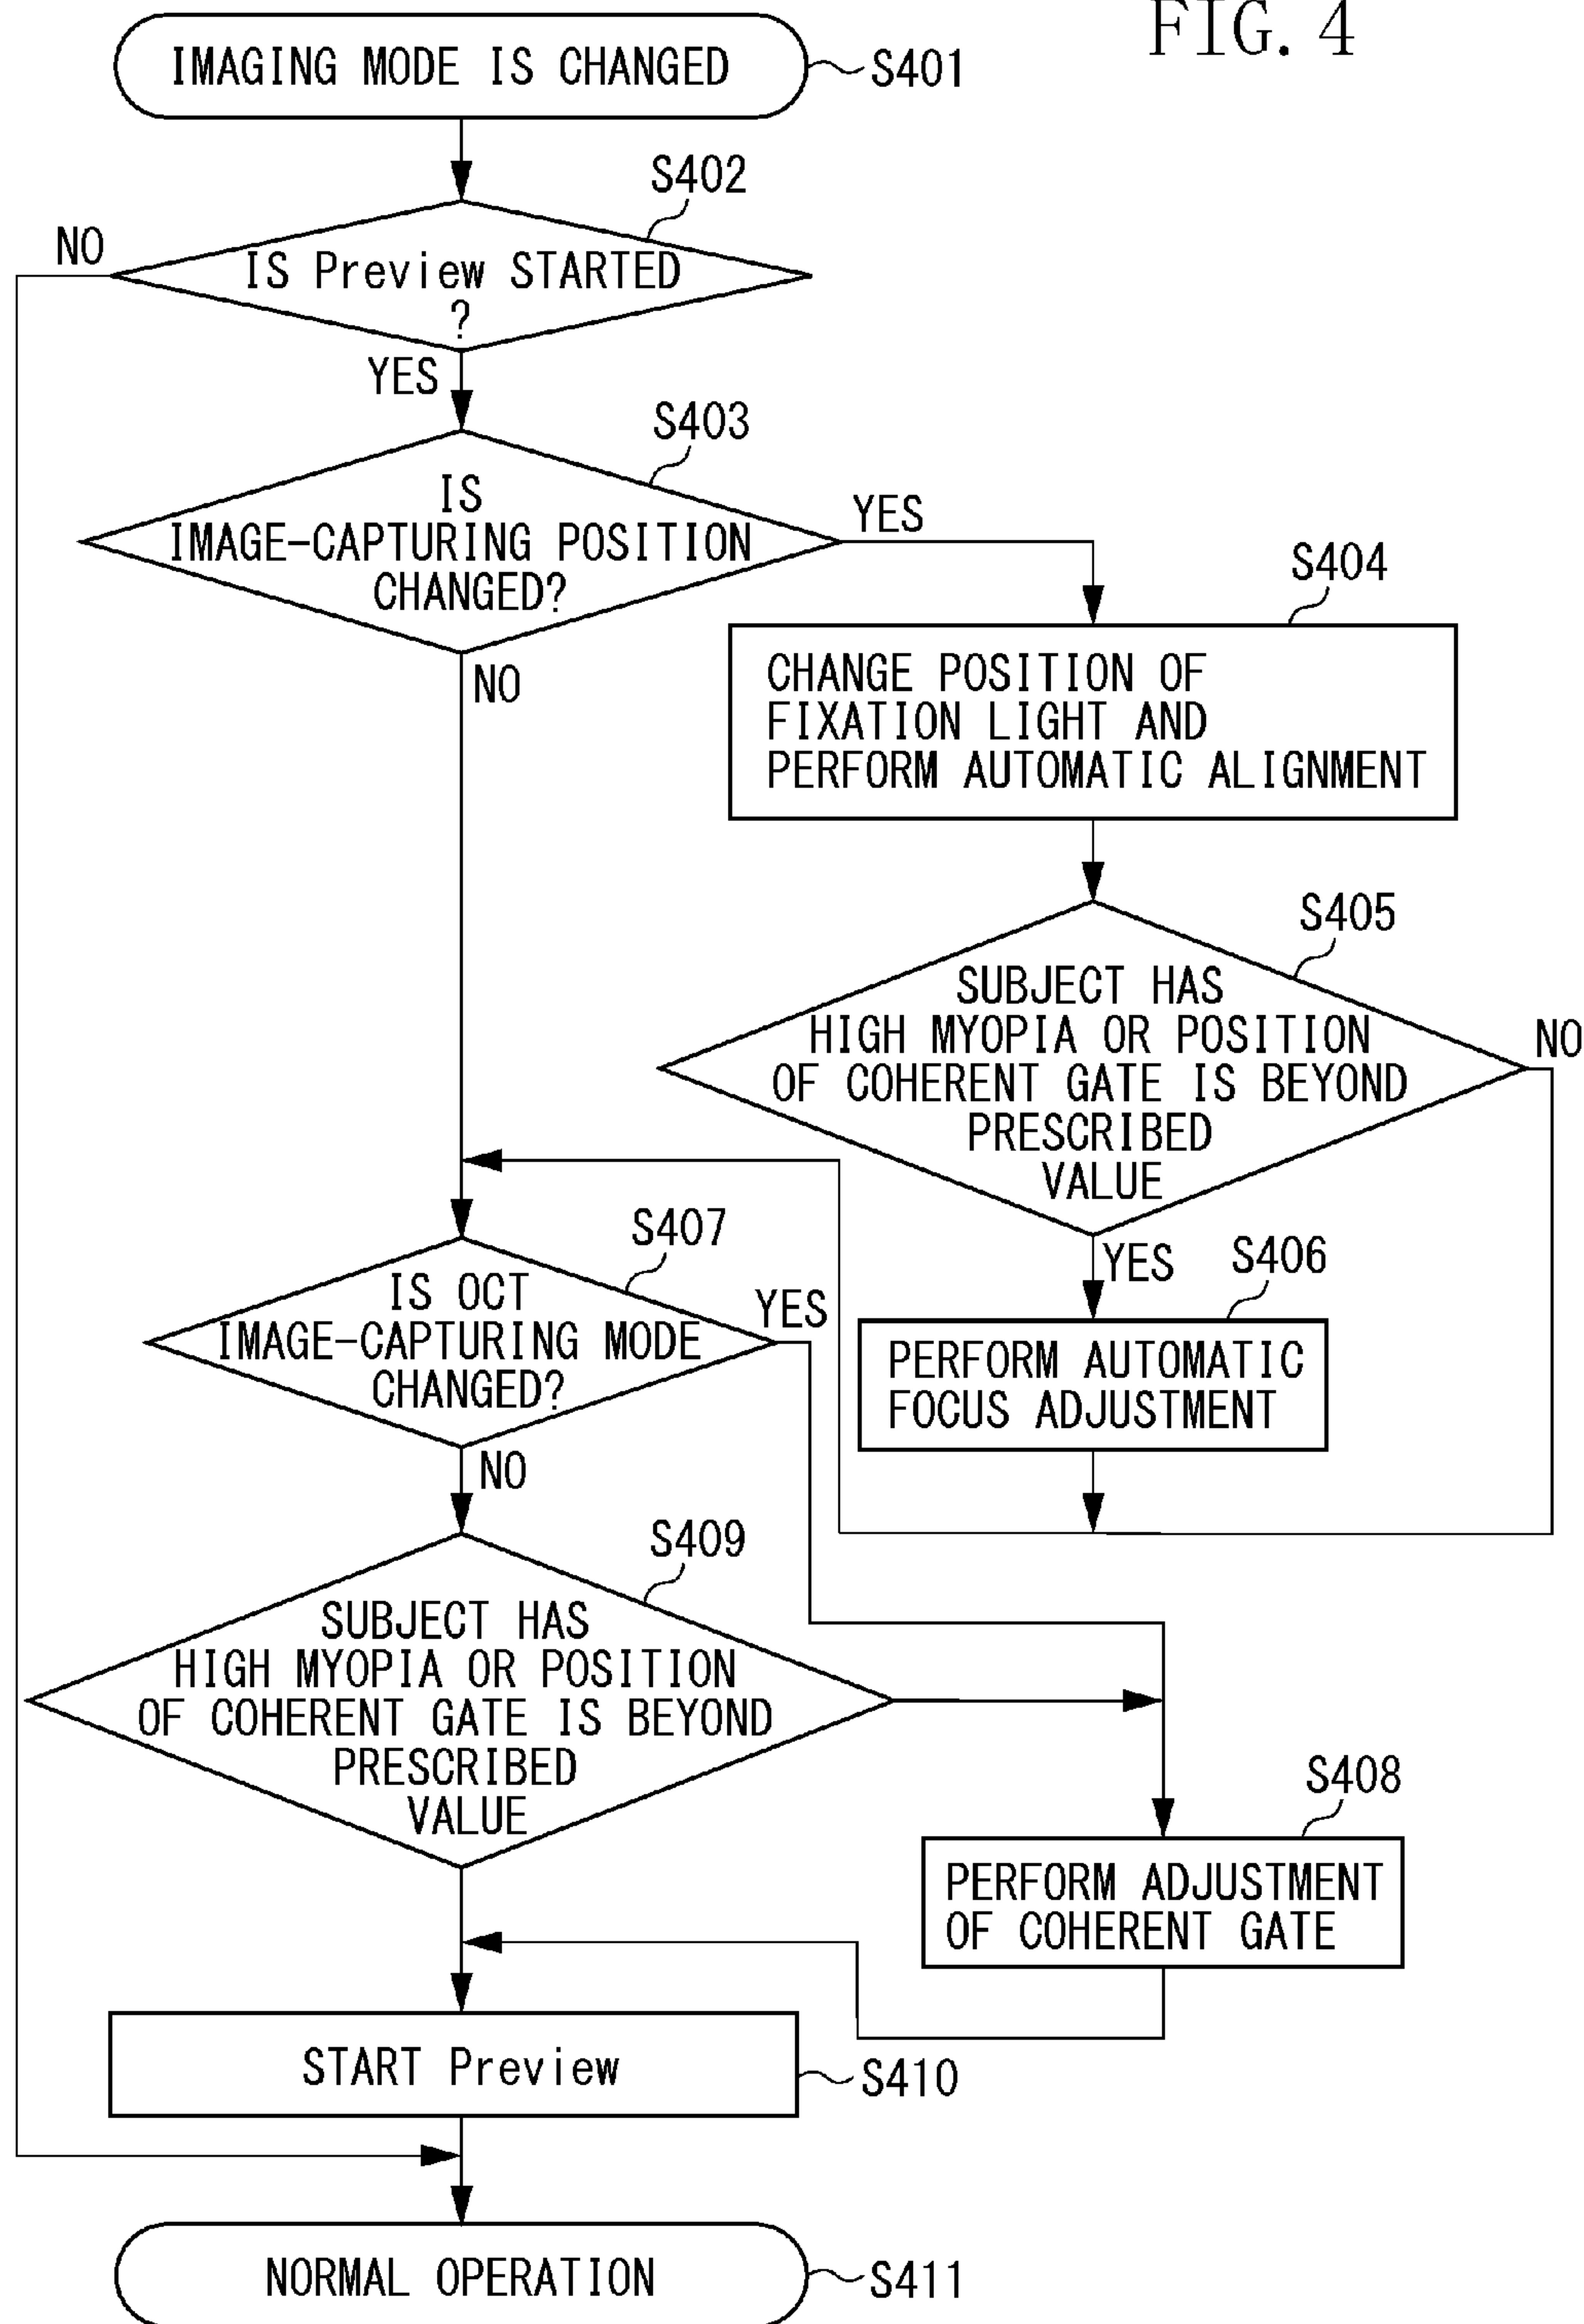 FIG. 4
IMAGING MODE IS CHANGED
S401
S402
NO
IS Preview STARTED
?
YES
S403
IS
IMAGE-CAPTURING POSITION
CHANGED?
YES
NO
S404
CHANGE POSITION OF
FIXATION LIGHT AND
PERFORM AUTOMATIC ALIGNMENT
S405
SUBJECT HAS
HIGH MYOPIA OR POSITION
OF COHERENT GATE IS BEYOND
PRESCRIBED
VALUE
NO
YES
S406
PERFORM AUTOMATIC
FOCUS ADJUSTMENT
S407
IS OCT
IMAGE-CAPTURING MODE
CHANGED?
YES
NO
S409
SUBJECT HAS
HIGH MYOPIA OR POSITION
OF COHERENT GATE IS BEYOND
PRESCRIBED
VALUE
S408
PERFORM ADJUSTMENT
OF COHERENT GATE
START Preview
S410
NORMAL OPERATION
S411